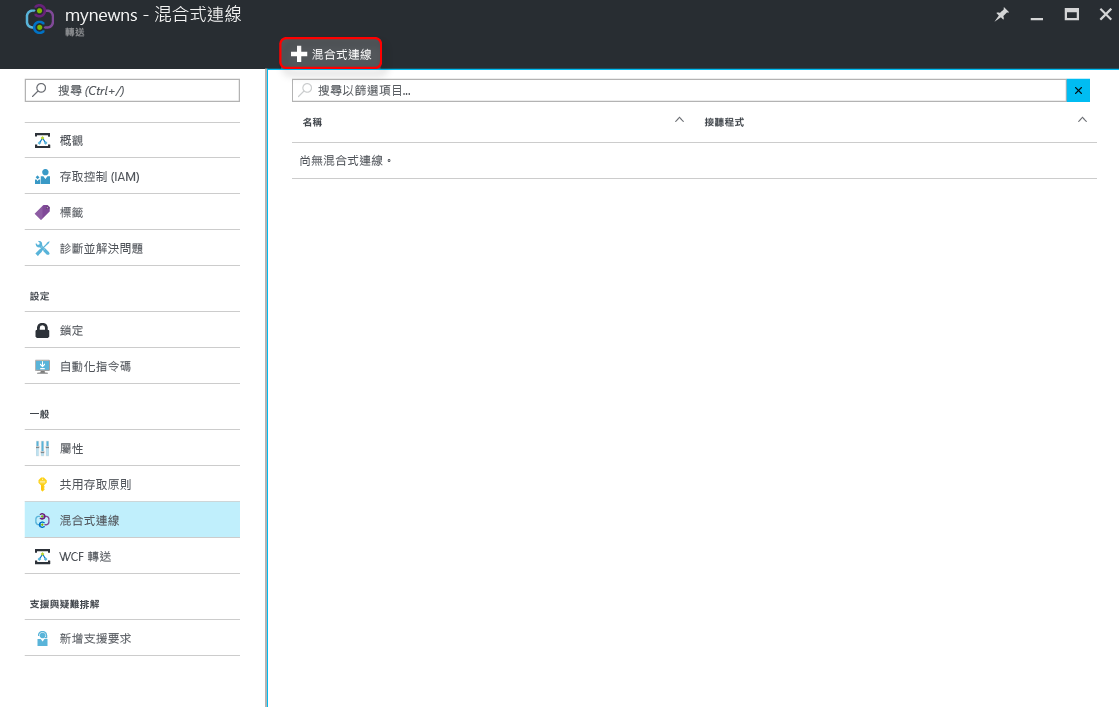 mynewns - 混合式連線
轉送
混合式連線
搜尋 (Ctrl+/)
概觀
存取控制 (IAM)
標籤
診斷並解決問題
設定
鎖定
自動化指令碼
一般
屬性
共用存取原則
混合式連線
WCF 轉送
支援與疑難排解
新增支援要求
搜尋以篩選項目...
名稱
接聽程式
尚無混合式連線。